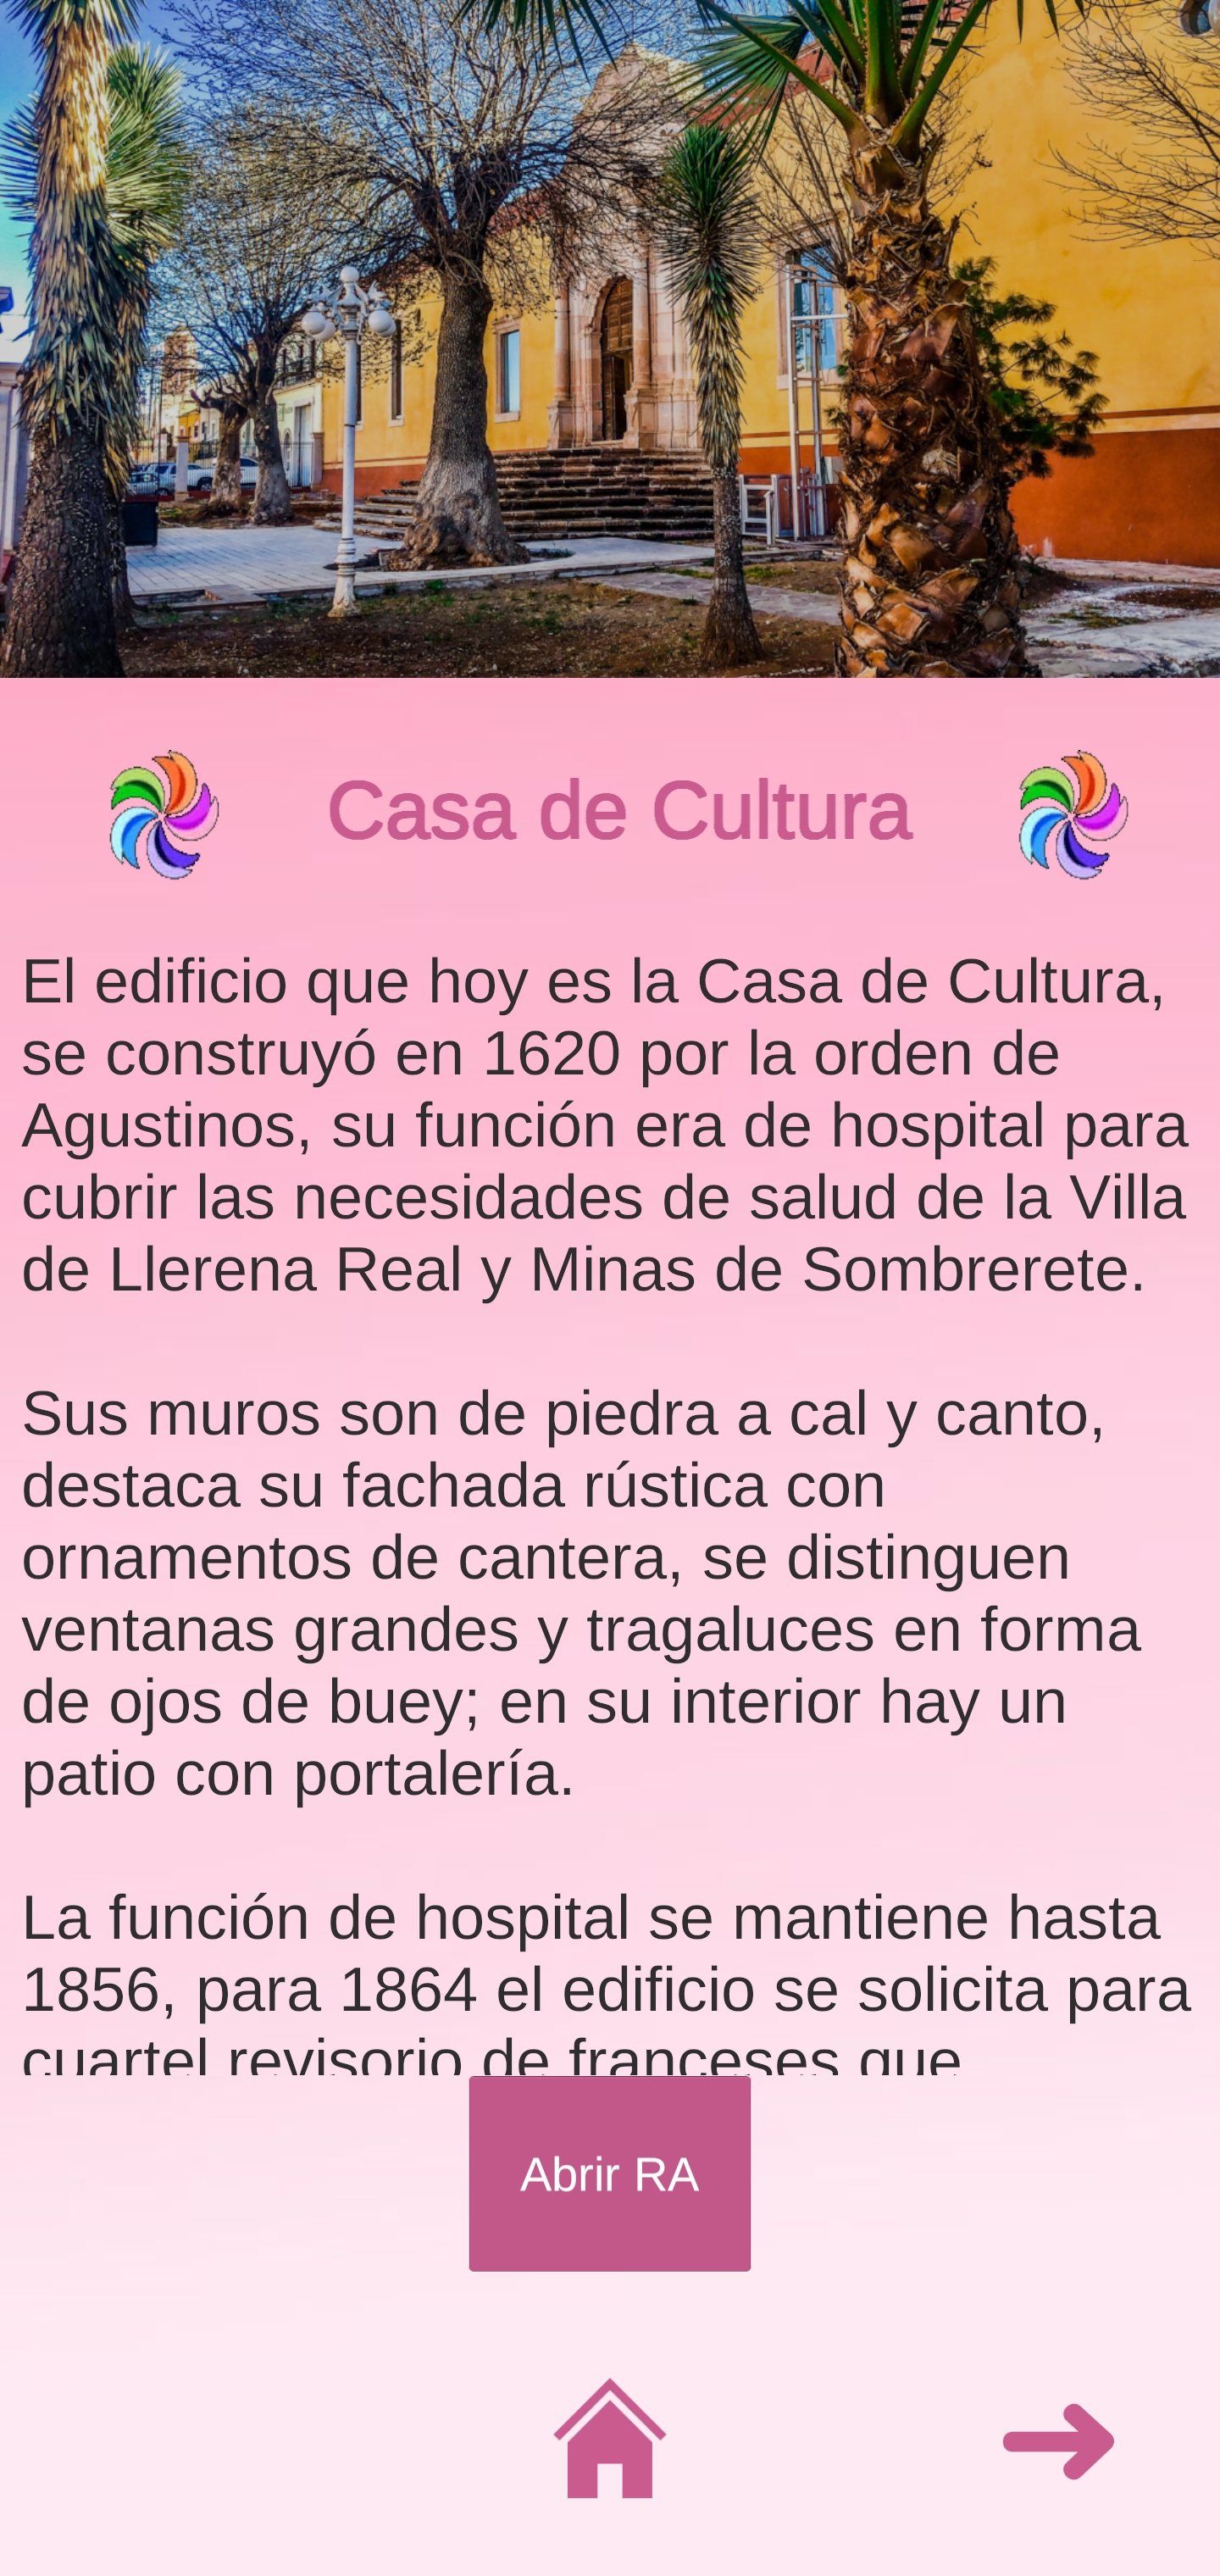 Casa de Cultura
El edificio que hoy es la Casa de Cultura,
se construyó en 1620 por la orden de
Agustinos, su función era de hospital para
cubrir las necesidades de salud de la Villa
de Llerena Real y Minas de Sombrerete.
Sus muros son de piedra a cal y canto,
destaca su fachada rústica con
ornamentos de cantera, se distinguen
ventanas grandes y tragaluces en forma
de ojos de buey; en su interior hay un
patio con portalería.
La función de hospital se mantiene hasta
1856, para 1864 el edificio se solicita para
cuartel revisorio de franceses que
Abrir RA